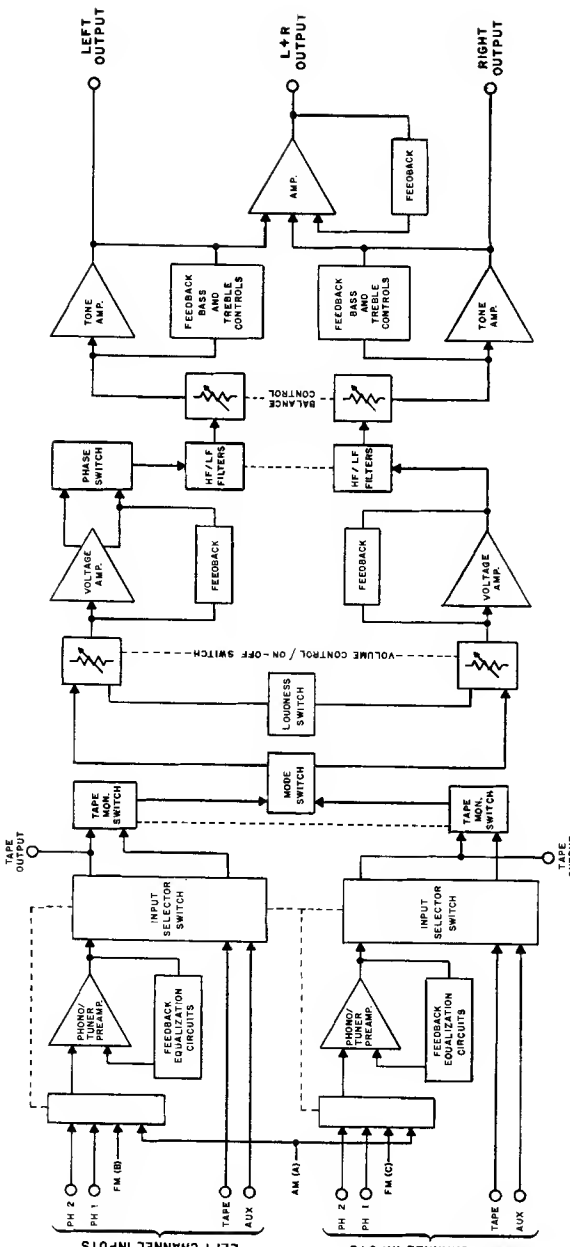 LEFT CHANNEL INPUTS
PH 2
PH 1
FM (B)
TAPE
AUX
AM (A)
PHONO/
TUNER
PREAMP.
FEEDBACK
EQUALIZATION
CIRCUITS
INPUT
SELECTOR
SWITCH
TAPE
OUTPUT
TAPE
MON.
SWITCH
MODE
SWITCH
LOUDNESS
SWITCH
VOLUME CONTROL / ON-OFF SWITCH
VOLTAGE
AMP.
FEEDBACK
PHASE
SWITCH
HF/LF
FILTERS
BALANCE
CONTROL
TONE
AMP.
FEEDBACK
BASS
AND
TREBLE
CONTROLS
LEFT
OUTPUT
AMP.
FEEDBACK
L+R
OUTPUT
CHANNEL INPUTS
PH 2
PH 1
FM (C)
TAPE
AUX
PHONO/
TUNER
PREAMP.
FEEDBACK
EQUALIZATION
CIRCUITS
INPUT
SELECTOR
SWITCH
TAPE
OUTPUT
TAPE
MON.
SWITCH
VOLTAGE
AMP.
FEEDBACK
HF/LF
FILTERS
FEEDBACK
BASS
AND
TREBLE
CONTROLS
TONE
AMP.
RIGHT
OUTPUT